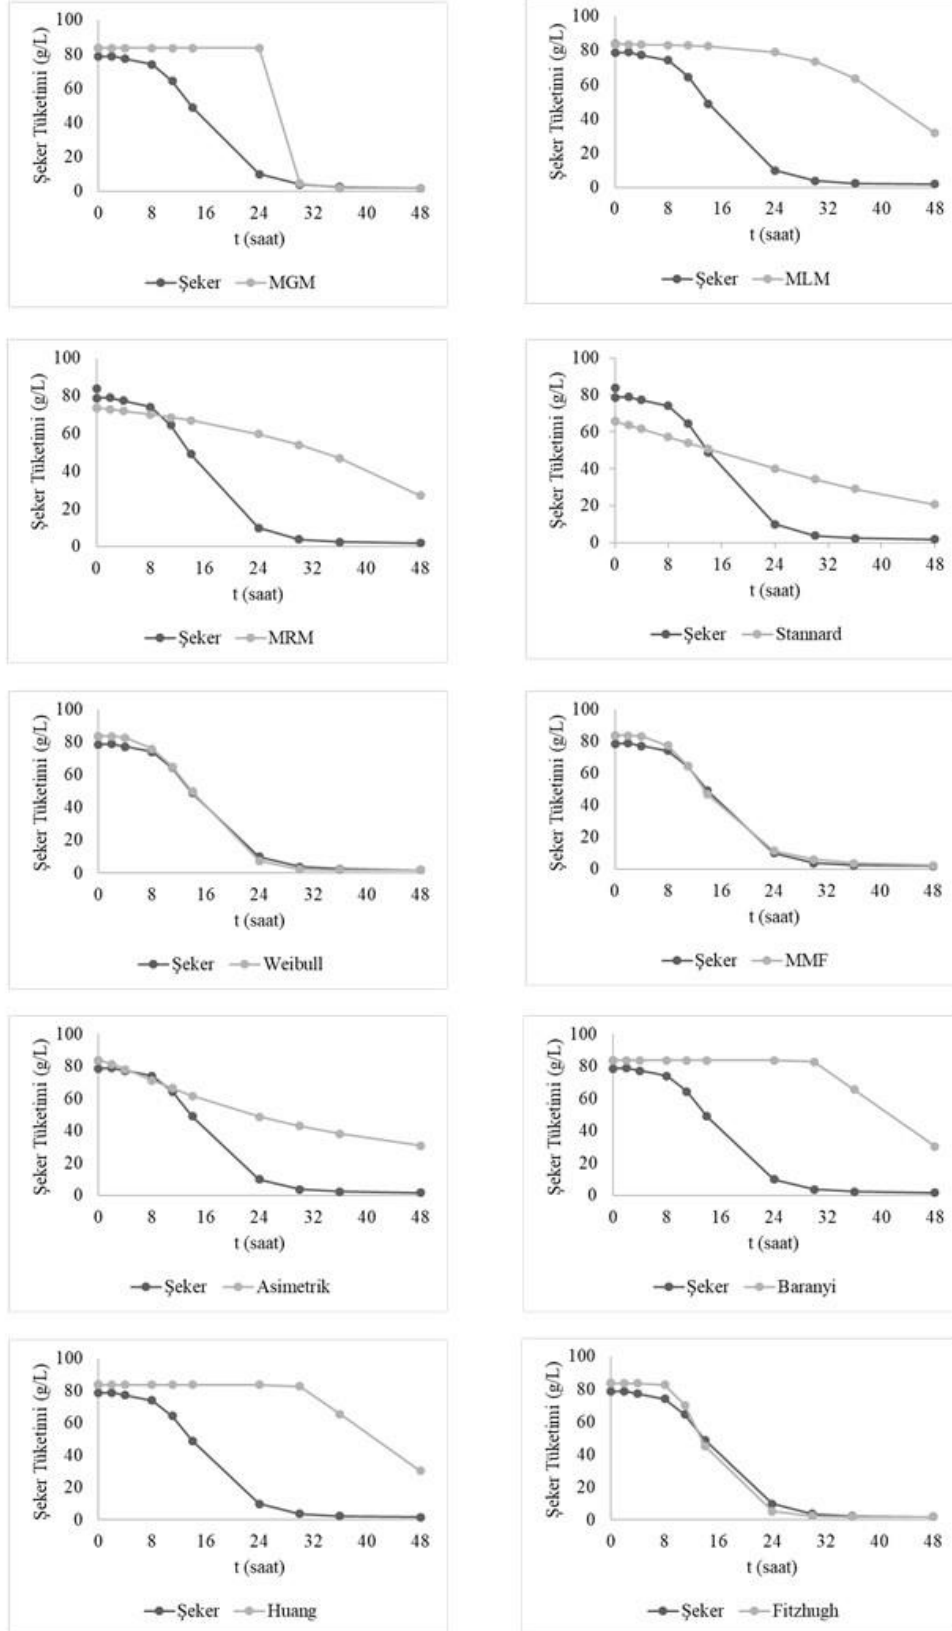 Şeker Tüketimi (g/L)
100
80
60
40
20
0
0 8 16 24 32 40 48
t (saat)
Şeker MGM
Şeker Tüketimi (g/L)
100
80
60
40
20
0
0 8 16 24 32 40 48
t (saat)
Şeker MLM
Şeker Tüketimi (g/L)
100
80
60
40
20
0
0 8 16 24 32 40 48
t (saat)
Şeker MRM
Şeker Tüketimi (g/L)
100
80
60
40
20
0
0 8 16 24 32 40 48
t (saat)
Şeker Stannard
Şeker Tüketimi (g/L)
100
80
60
40
20
0
0 8 16 24 32 40 48
t (saat)
Şeker Weibull
Şeker Tüketimi (g/L)
100
80
60
40
20
0
0 8 16 24 32 40 48
t (saat)
Şeker MMF
Şeker Tüketimi (g/L)
100
80
60
40
20
0
0 8 16 24 32 40 48
t (saat)
Şeker Asimetrik
Şeker Tüketimi (g/L)
100
80
60
40
20
0
0 8 16 24 32 40 48
t (saat)
Şeker Baranyi
Şeker Tüketimi (g/L)
100
80
60
40
20
0
0 8 16 24 32 40 48
t (saat)
Şeker Huang
Şeker Tüketimi (g/L)
100
80
60
40
20
0
0 8 16 24 32 40 48
t (saat)
Şeker Fitzhugh